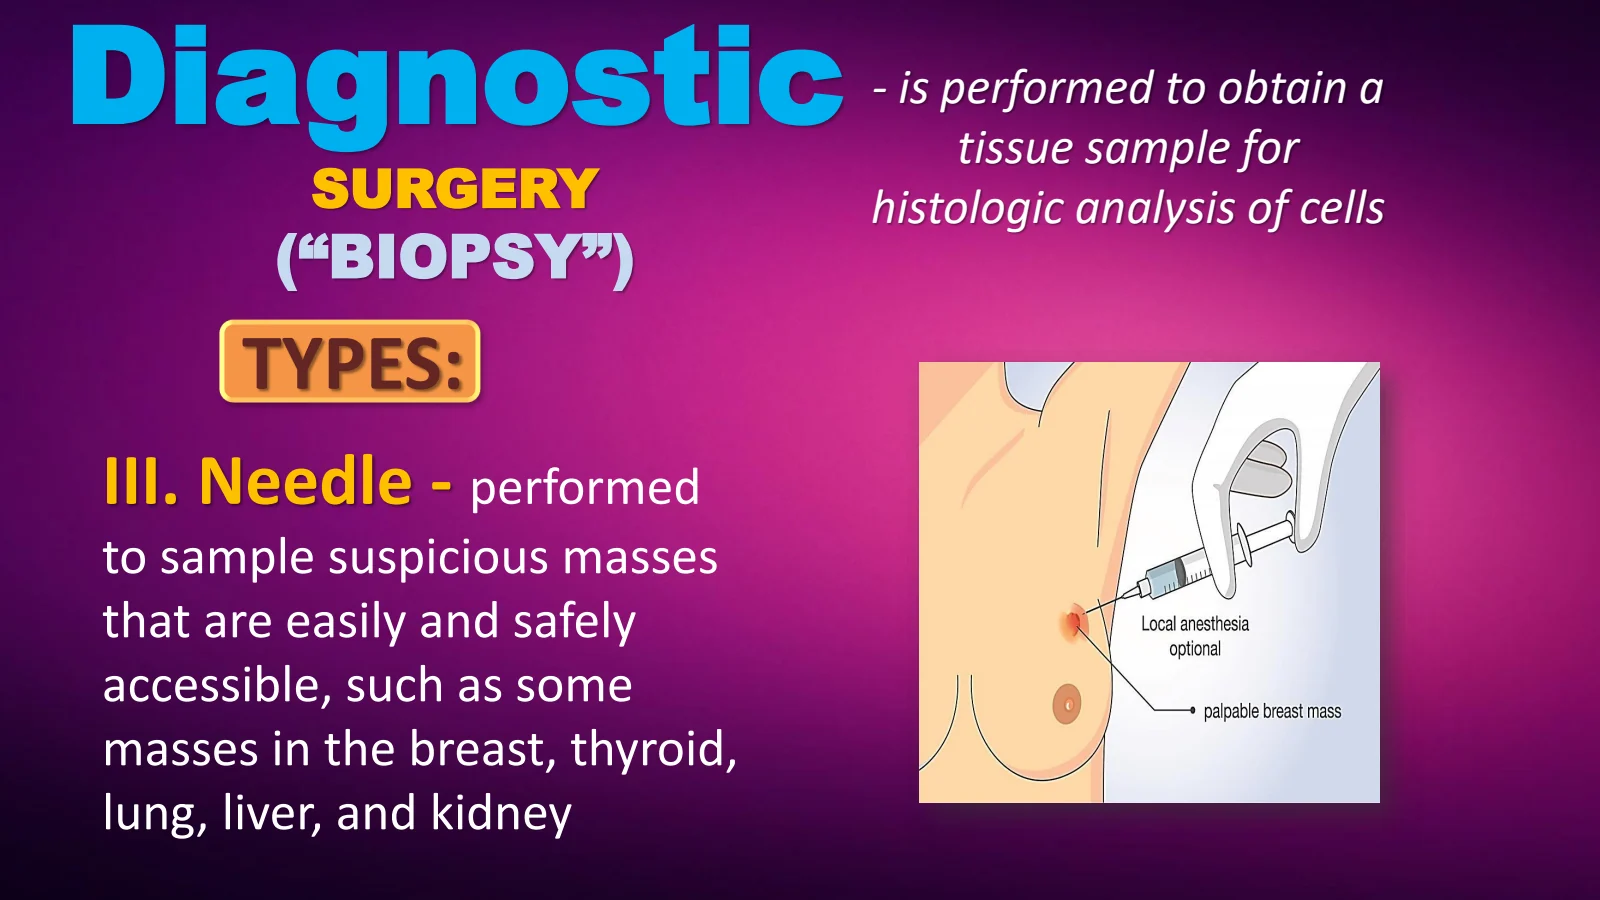 Diagnostic
SURGERY
(“BIOPSY”)
- is performed to obtain a
tissue sample for
histologic analysis of cells
TYPES:
III. Needle - performed
to sample suspicious masses
that are easily and safely
accessible, such as some
masses in the breast, thyroid,
lung, liver, and kidney
Local anesthesia
optional
palpable breast mass